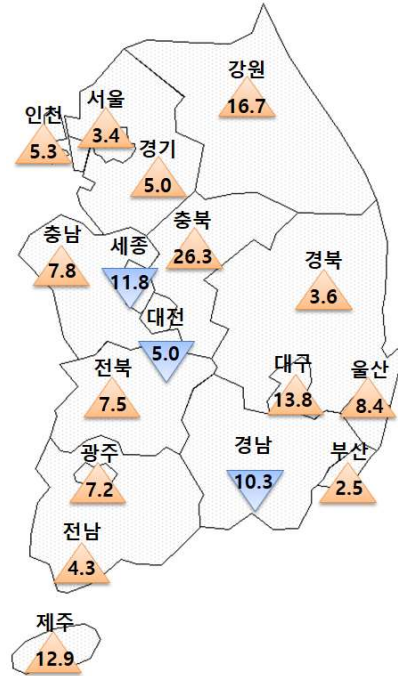 강원
16.7
서울
3.4
인천
5.3
경기
5.0
충북
26.3
충남
7.8
세종
11.8
경북
3.6
대전
5.0
대구
13.8
울산
8.4
전북
7.5
경남
10.3
부산
2.5
광주
7.2
전남
4.3
제주
12.9